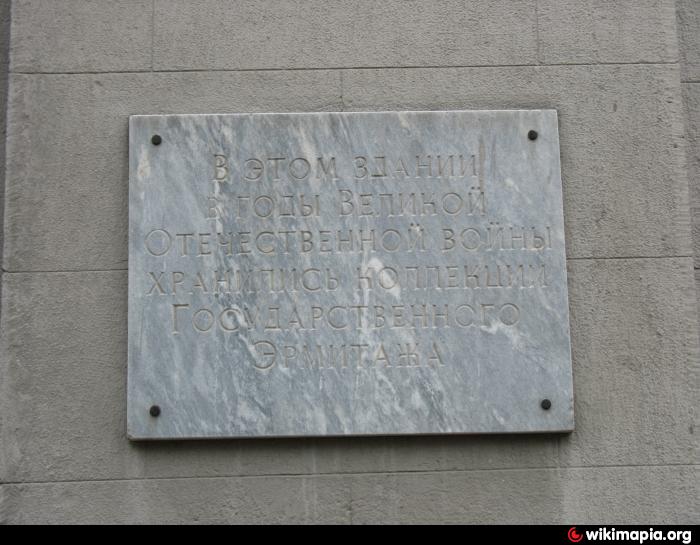 В ЭТОМ ЗДАНИИ
В ГОДЫ ВЕЛИКОЙ
ОТЕЧЕСТВЕННОЙ ВОЙНЫ
ХРАНИЛИСЬ КОЛЛЕКЦИИ
ГОСУДАРСТВЕННОГО
ЭРМИТАЖА
wikimapia.org